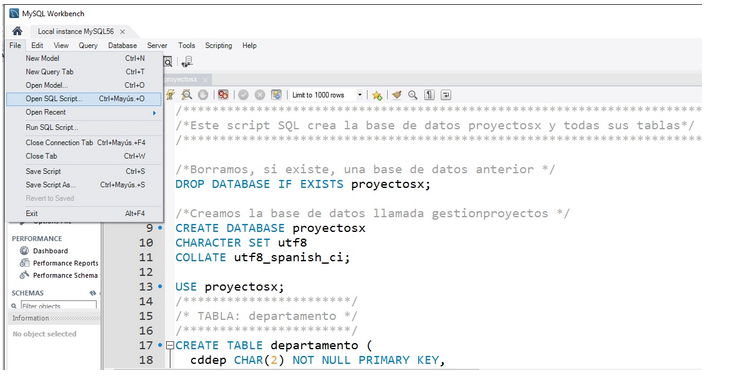 MySQL Workbench
Local instance MySQL56 ×
File Edit View Query Database Server Tools Scripting Help
New Model Ctrl+N
New Query Tab Ctrl+T
Open Model... Ctrl+O
Open SQL Script... Ctrl+Mayús.+O
Open Recent
Run SQL Script...
Close Connection Tab Ctrl+Mayús.+F4
Close Tab Ctrl+W
Save Script Ctrl+S
Save Script As... Ctrl+Mayús.+S
Revert to Saved
Exit Alt+F4
PERFORMANCE
Dashboard
Performance Reports
Performance Schema
SCHEMAS
Filter objects
Information
No object selected
proyectosx ×
Limit to 1000 rows
/*Este script SQL crea la base de datos proyectosx y todas sus tablas*/
/*Borramos, si existe, una base de datos anterior */
DROP DATABASE IF EXISTS proyectosx;
/*Creamos la base de datos llamada gestionproyectos */
9 CREATE DATABASE proyectosx
10 CHARACTER SET utf8
11 COLLATE utf8_spanish_ci;
12
13 USE proyectosx;
14 /***********************/
15 /* TABLA: departamento */
16 /***********************/
17 CREATE TABLE departamento (
18 cddep CHAR(2) NOT NULL PRIMARY KEY,